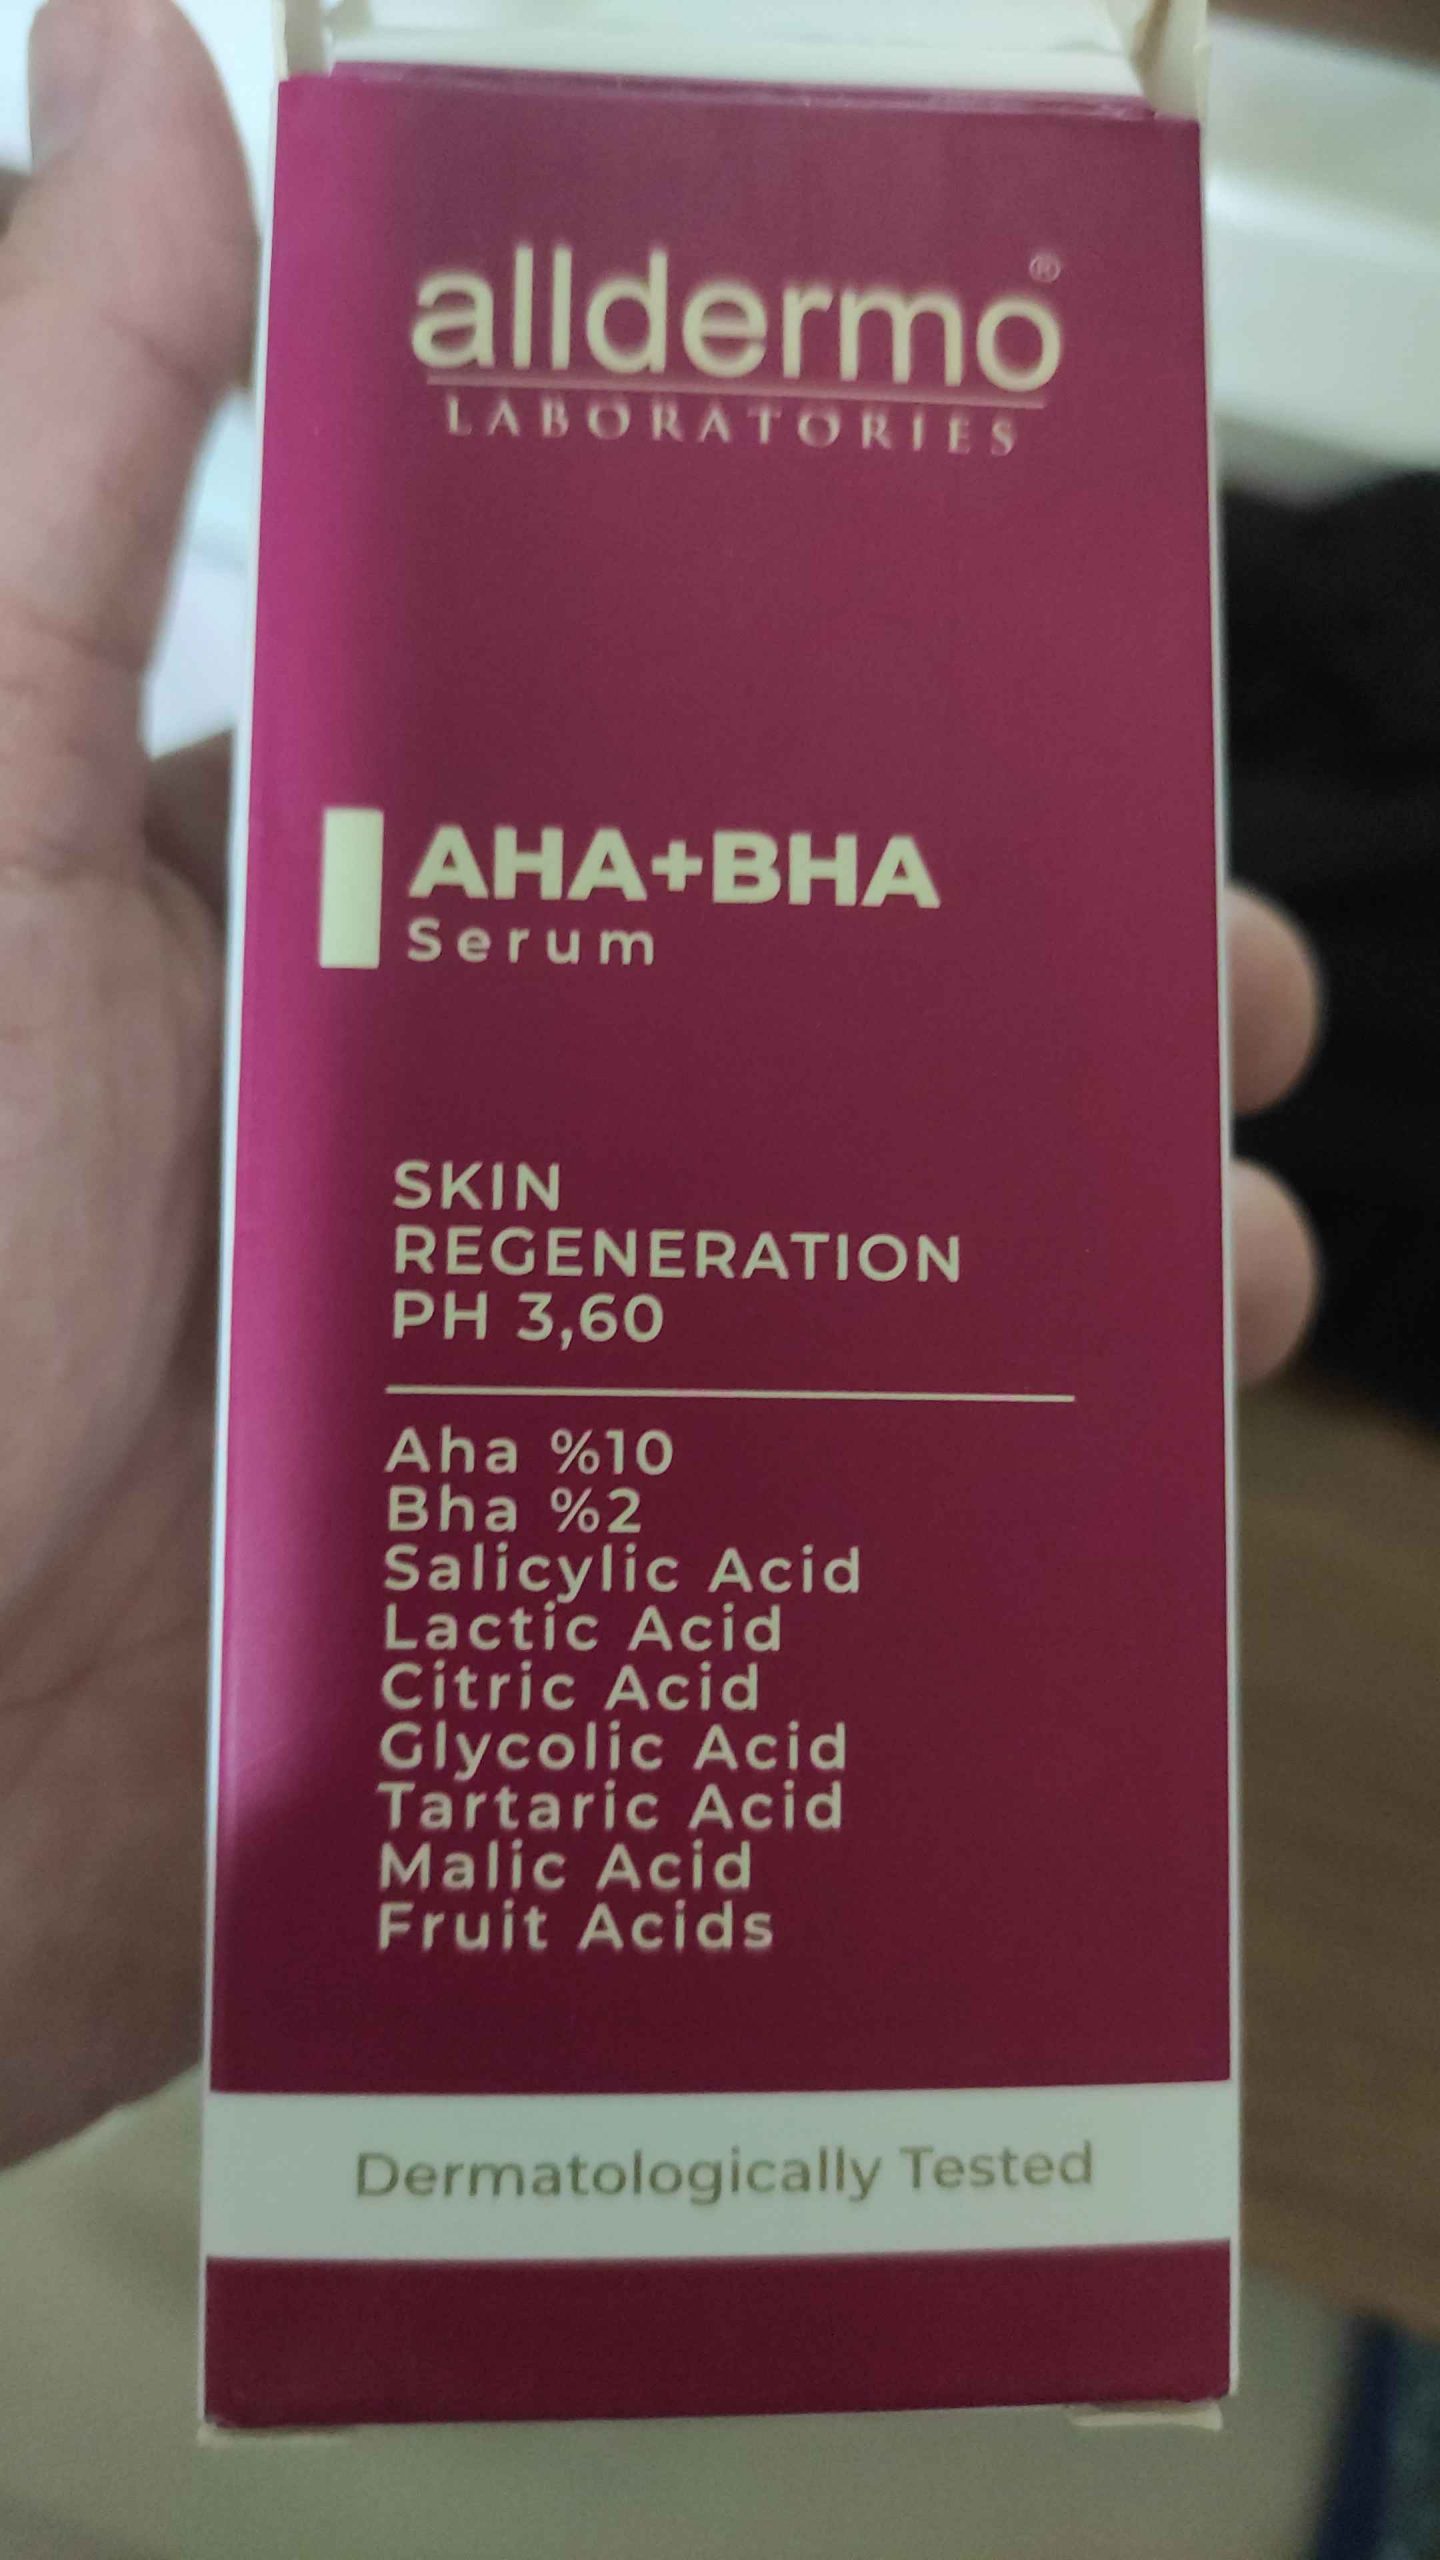 alldermo®
LABORATORIES
AHA+BHA
Serum
SKIN
REGENERATION
PH 3,60
Aha %10
Bha %2
Salicylic Acid
Lactic Acid
Citric Acid
Glycolic Acid
Tartaric Acid
Malic Acid
Fruit Acids
Dermatologically Tested